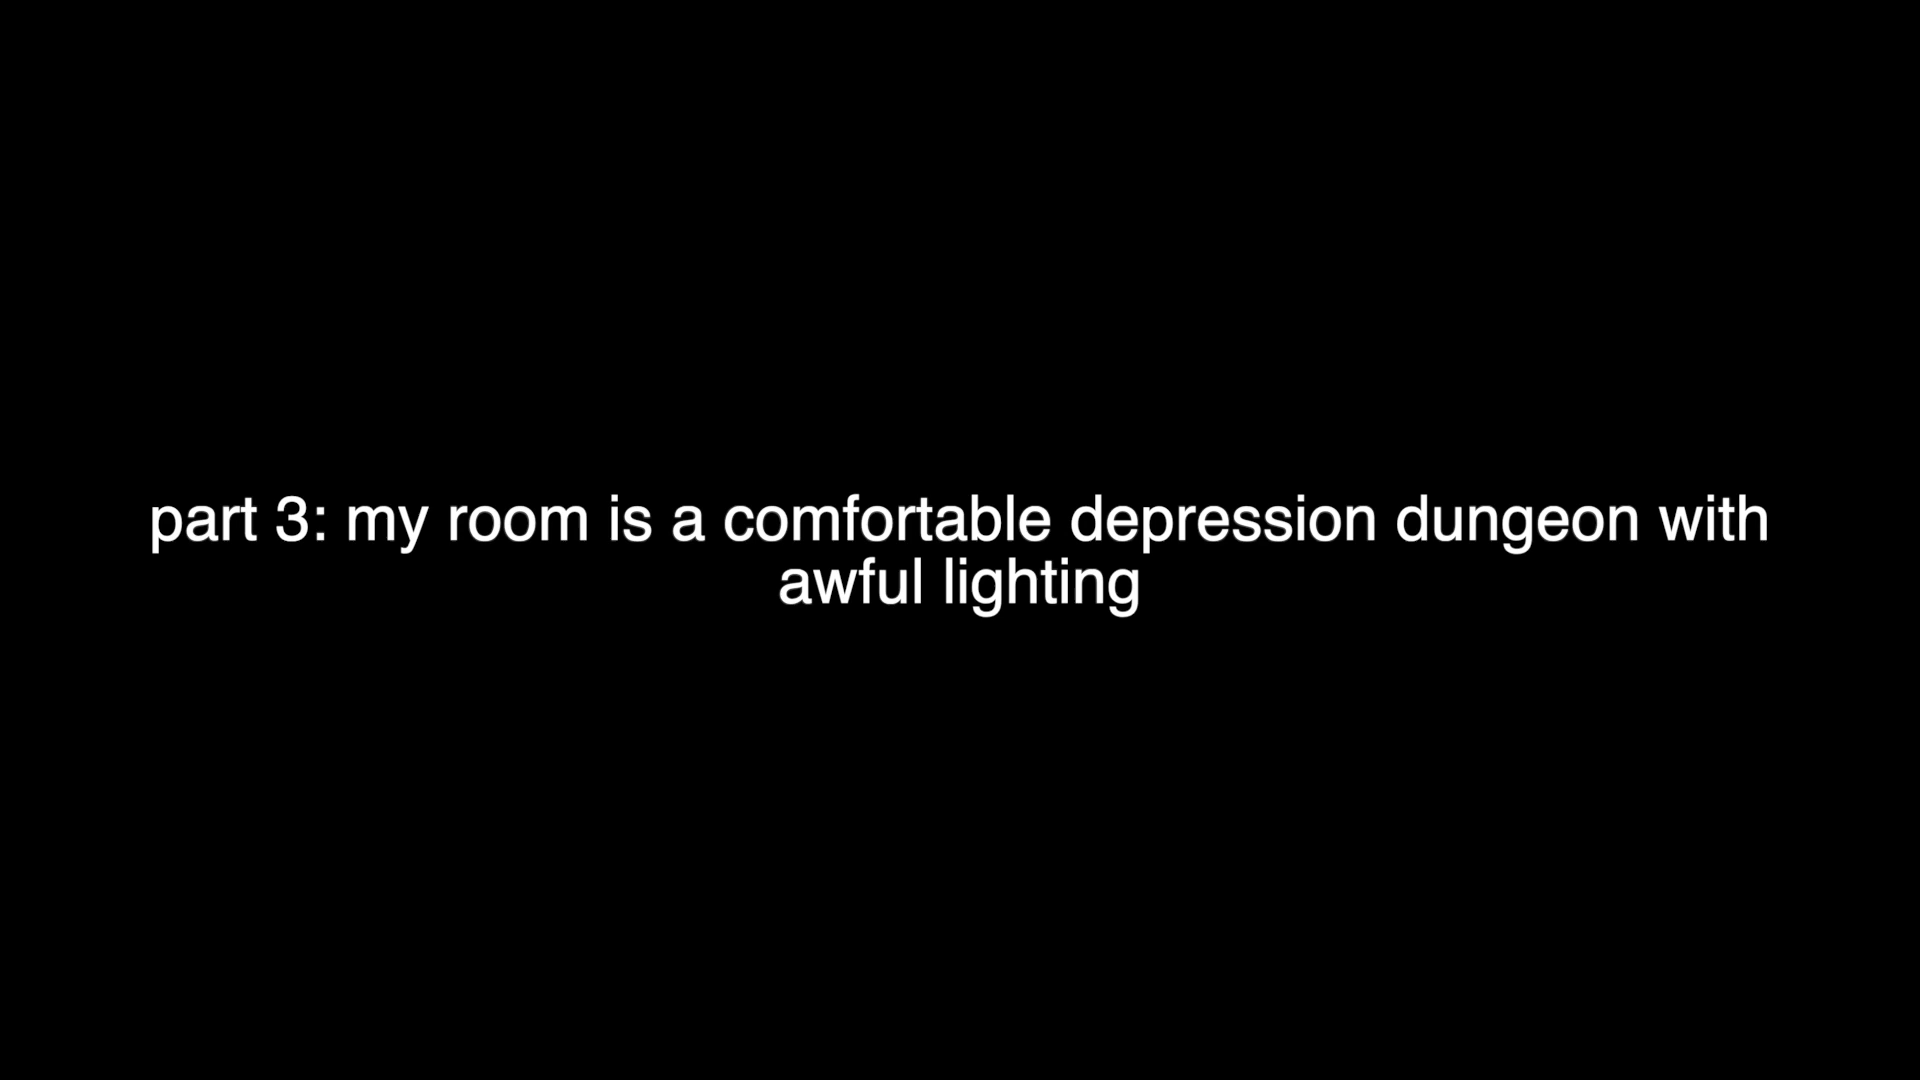 part 3: my room is a comfortable depression dungeon with
awful lighting